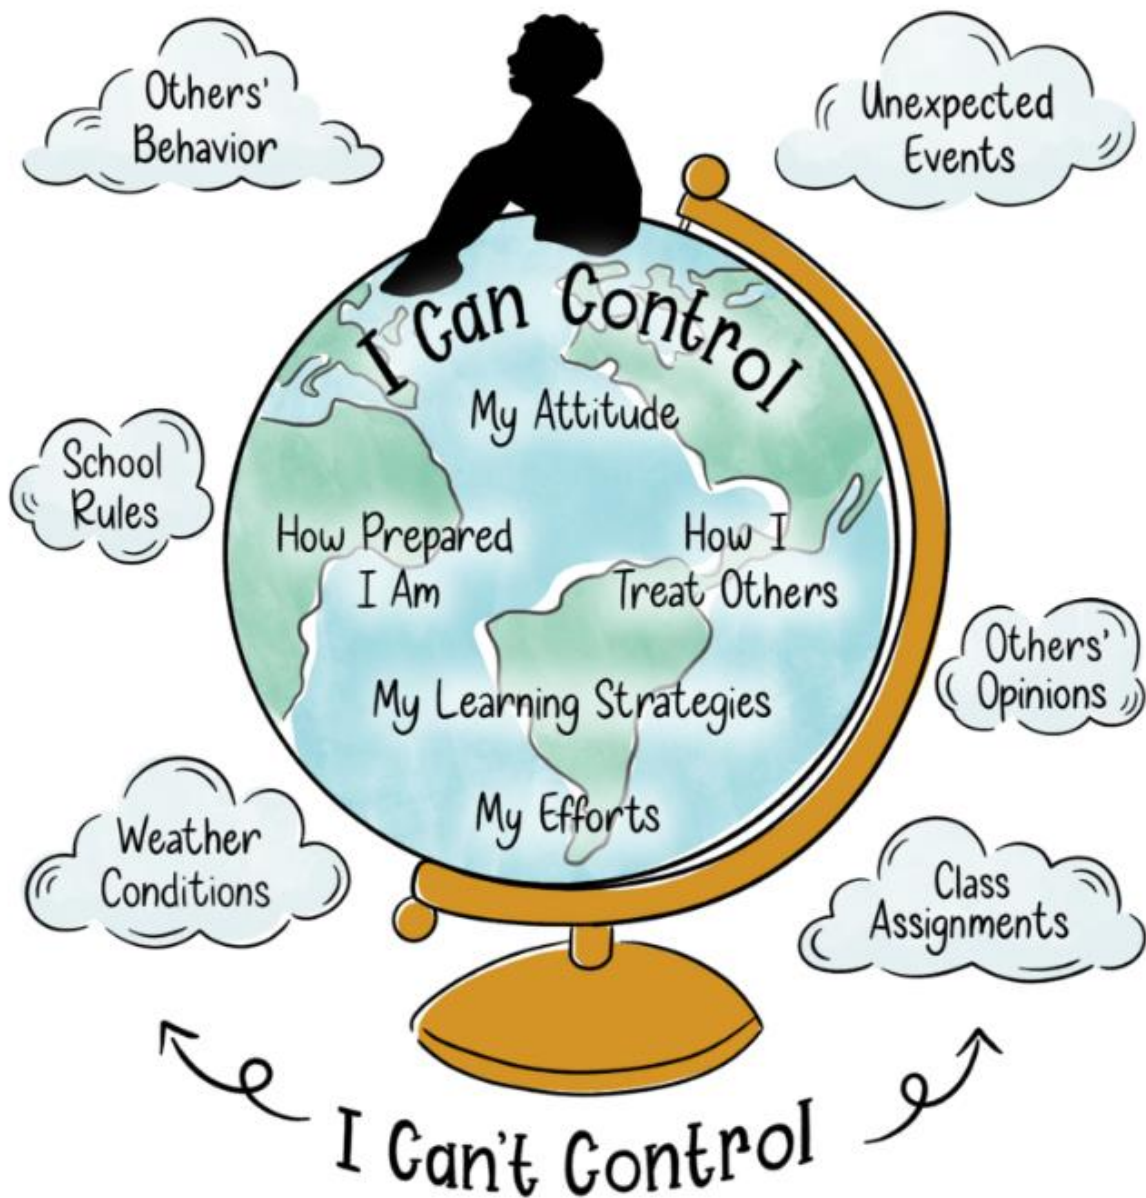 Others'
Behavior
Unexpected
Events
I Can Control
My Attitude
School
Rules
How Prepared
I Am
How I
Treat Others
Others'
Opinions
My Learning Strategies
My Efforts
Weather
Conditions
Class
Assignments
I Can't Control